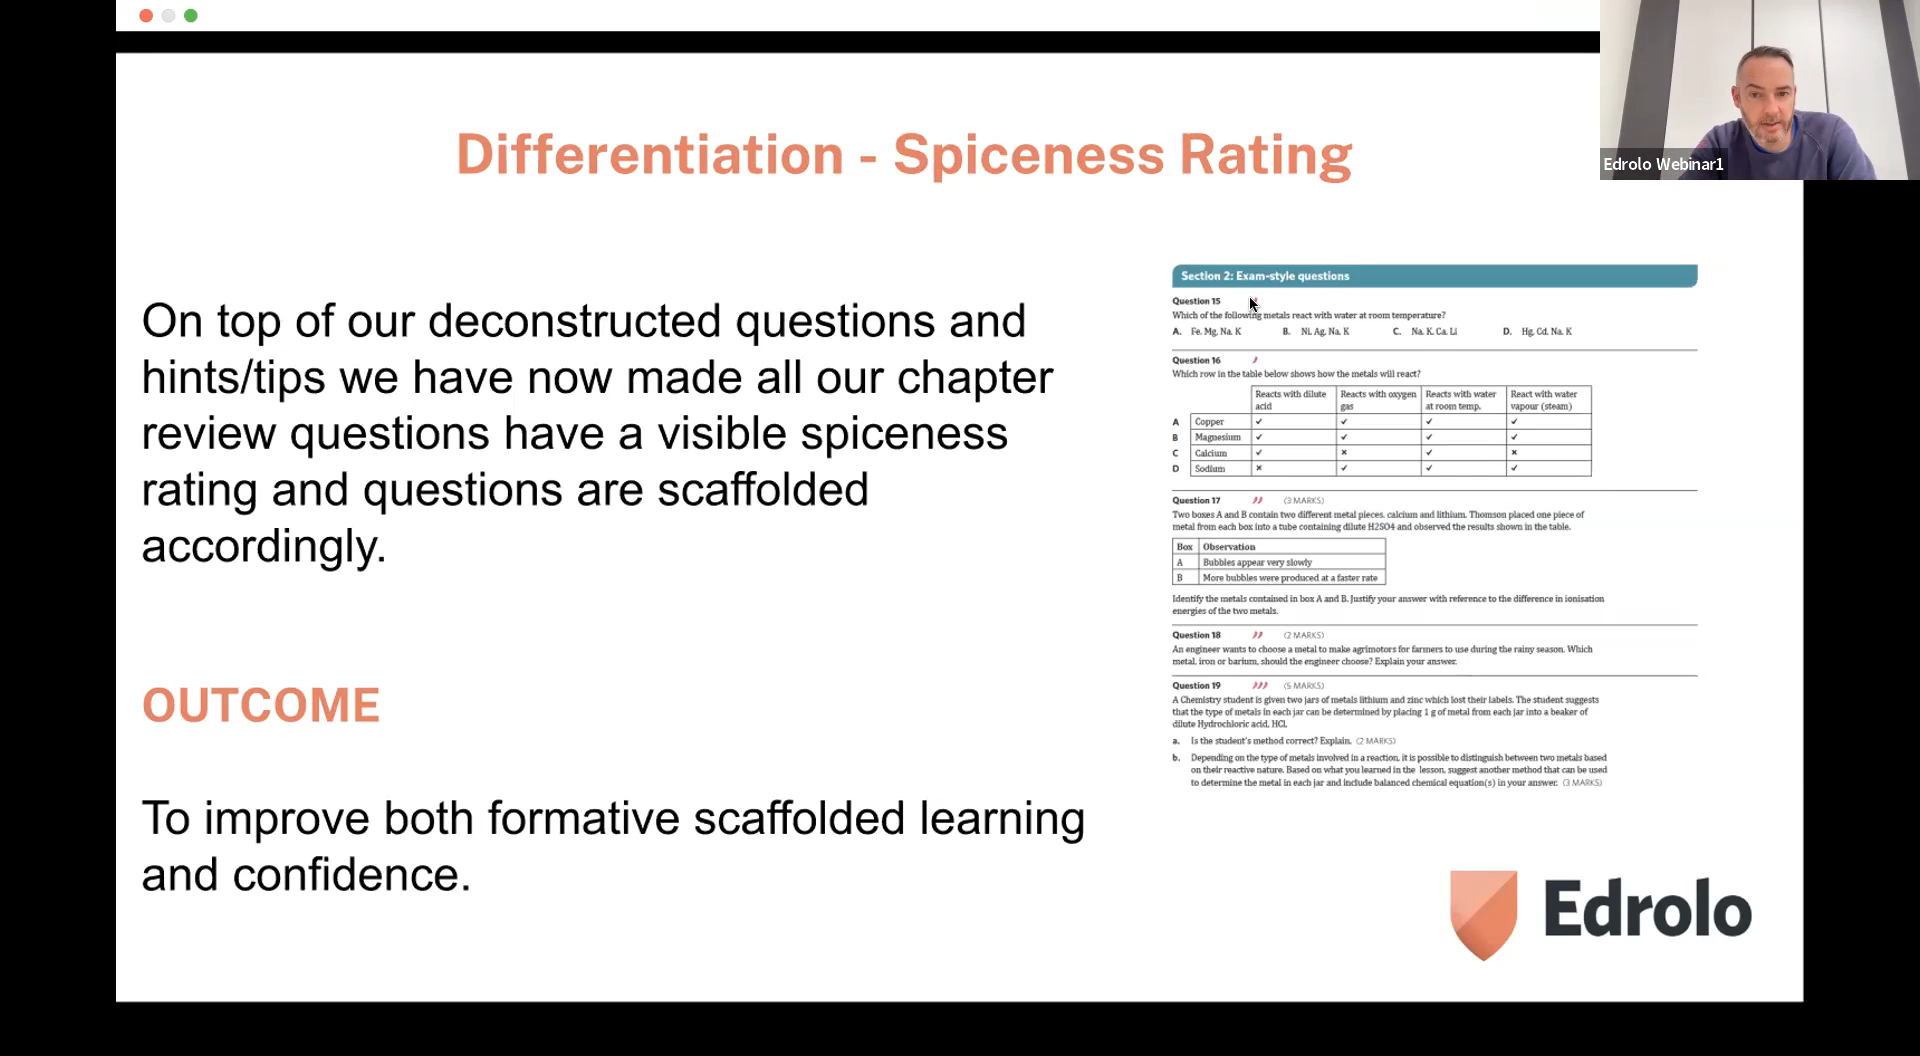 Differentiation - Spiceness Rating
Edrolo Webinar1
On top of our deconstructed questions and
hints/tips we have now made all our chapter
review questions have a visible spiceness
rating and questions are scaffolded
accordingly.
OUTCOME
To improve both formative scaffolded learning
and confidence.
Section 2: Exam-style questions
Question 15
Which of the following metals react with water at room temperature?
A. Fe, Mg, Na, K B. Ni, Ag, Na, K C. Na, K, Ca, Li D. Hg, Cd, Na, K
Question 16
Which row in the table below shows how the metals will react?
Reacts with dilute acid Reacts with oxygen gas Reacts with water at room temp. React with water vapour (steam)
A Copper ✓ ✓ ✓ ✓
B Magnesium ✓ ✓ ✓ ✓
C Calcium ✓ × ✓ ×
D Sodium × ✓ ✓ ✓
Question 17 (3 MARKS)
Two boxes A and B contain two different metal pieces, calcium and lithium. Thomson placed one piece of
metal from each box into a tube containing dilute H2SO4 and observed the results shown in the table.
Box Observation
A Bubbles appear very slowly
B More bubbles were produced at a faster rate
Identify the metals contained in box A and B. Justify your answer with reference to the difference in ionisation
energies of the two metals.
Question 18 (2 MARKS)
An engineer wants to choose a metal to make agrimotors for farmers to use during the rainy season. Which
metal, iron or barium, should the engineer choose? Explain your answer.
Question 19 (5 MARKS)
A Chemistry student is given two jars of metals lithium and zinc which lost their labels. The student suggests
that the type of metals in each jar can be determined by placing 1 g of metal from each jar into a beaker of
dilute Hydrochloric acid, HCl.
a. Is the student's method correct? Explain. (2 MARKS)
b. Depending on the type of metals involved in a reaction, it is possible to distinguish between two metals based
on their reactive nature. Based on what you learned in the lesson, suggest another method that can be used
to determine the metal in each jar and include balanced chemical equation(s) in your answer. (3 MARKS)
Edrolo